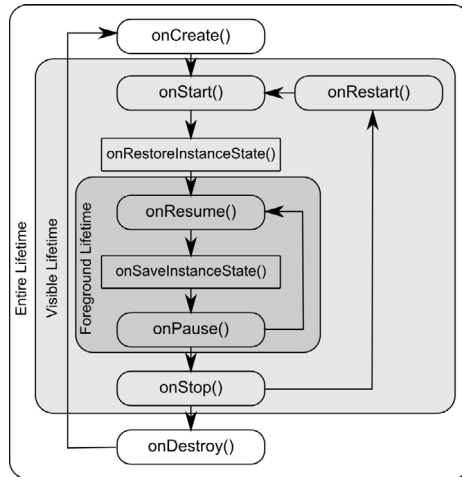 onCreate()
onStart()
onRestart()
onRestoreInstanceState()
onResume()
onSaveInstanceState()
onPause()
onStop()
onDestroy()
Entire Lifetime
Visible Lifetime
Foreground Lifetime